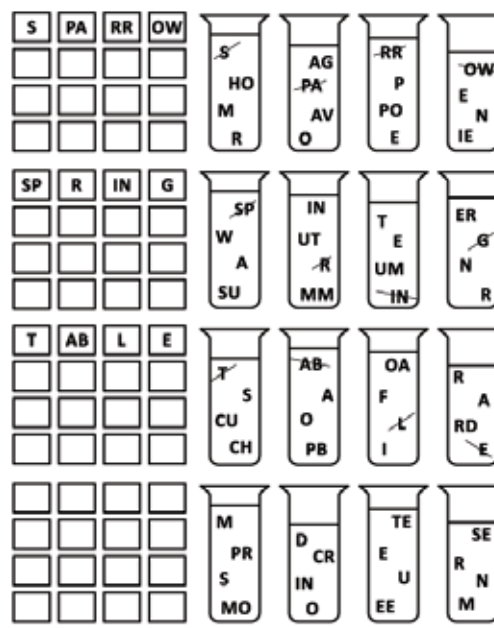 S PA RR OW
S
HO
M
R
AG
PA
AV
O
RR
P
PO
E
OW
E
N
IE
SP R IN G
SP
W
A
SU
IN
UT
R
MM
T
E
UM
IN
ER
G
N
R
T AB L E
T
S
CU
CH
AB
A
O
PB
OA
F
L
I
R
A
RD
E
M
PR
S
MO
D
CR
IN
O
TE
E
U
EE
SE
R
N
M